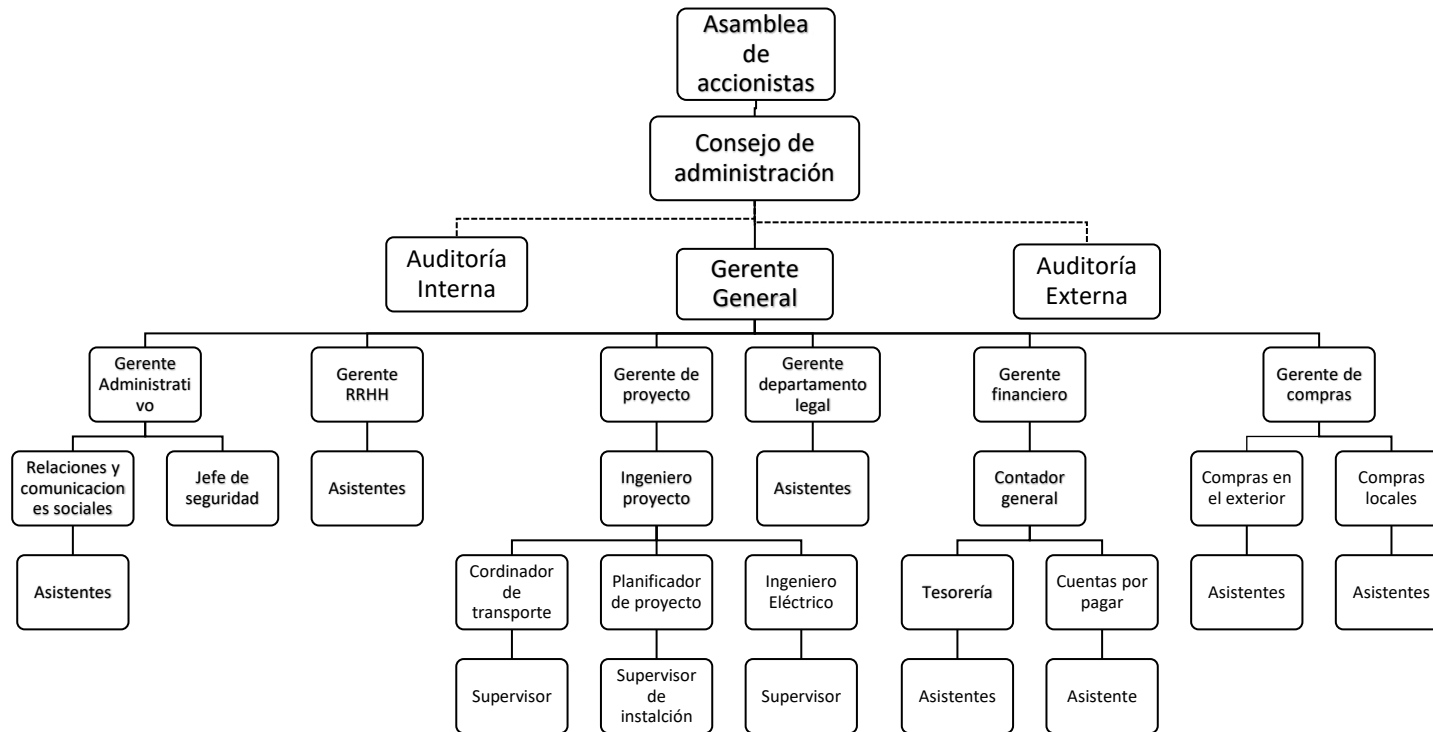 Asamblea
de
accionistas
Consejo de
administración
Auditoría
Interna
Gerente
General
Auditoría
Externa
Gerente
Administrati
vo
Gerente
RRHH
Gerente de
proyecto
Gerente
departamento
legal
Gerente
financiero
Gerente de
compras
Relaciones y
comunicacion
es sociales
Jefe de
seguridad
Asistentes
Ingeniero
proyecto
Asistentes
Contador
general
Compras en
el exterior
Compras
locales
Asistentes
Cordinador
de
transporte
Planificador
de proyecto
Ingeniero
Eléctrico
Tesorería
Cuentas por
pagar
Asistentes
Asistentes
Supervisor
Supervisor
de
instalción
Supervisor
Asistentes
Asistente